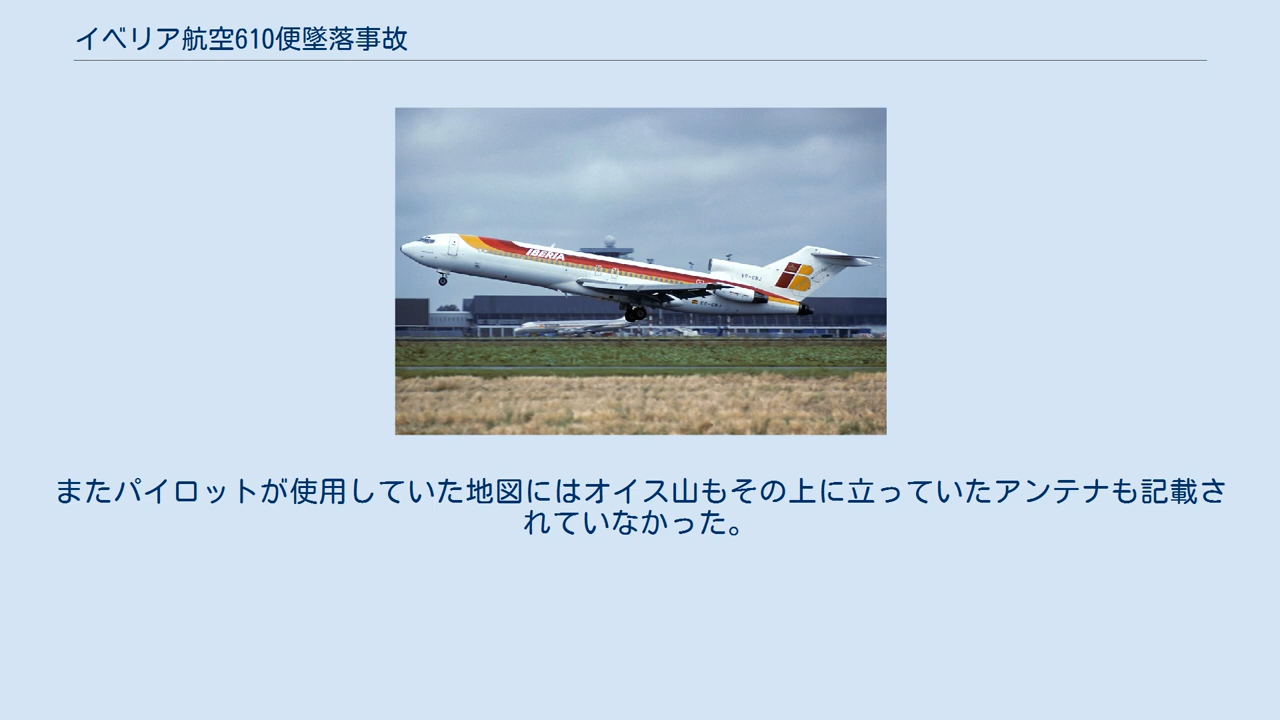 イベリア航空610便墜落事故
IBERIA
またパイロットが使用していた地図にはオイス山もその上に立っていたアンテナも記載さ
れていなかった。